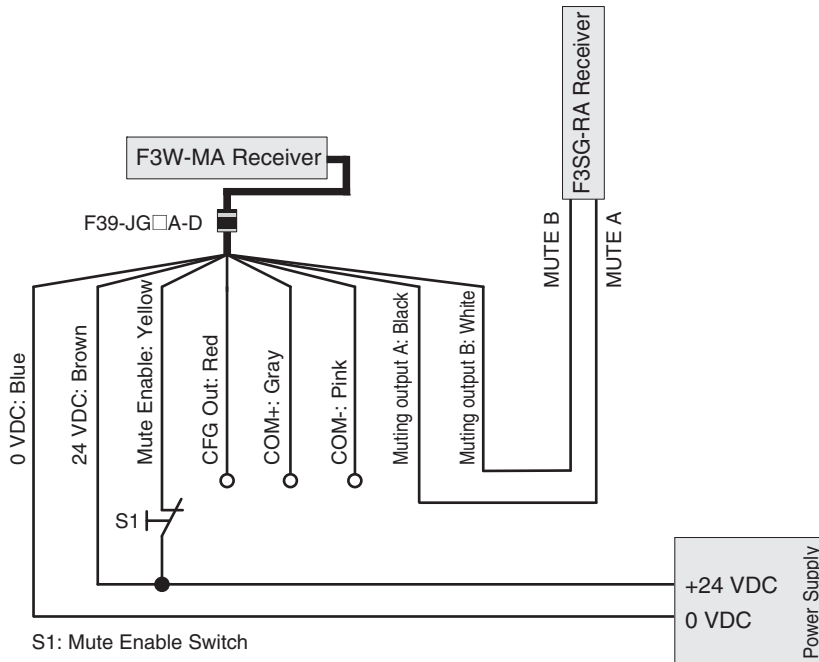 F3SG-RA Receiver
F3W-MA Receiver
F39-JG□A-D
MUTE B
MUTE A
0 VDC: Blue
24 VDC: Brown
Mute Enable: Yellow
CFG Out: Red
COM+: Gray
COM-: Pink
Muting output A: Black
Muting output B: White
S1
+24 VDC
0 VDC
Power Supply
S1: Mute Enable Switch